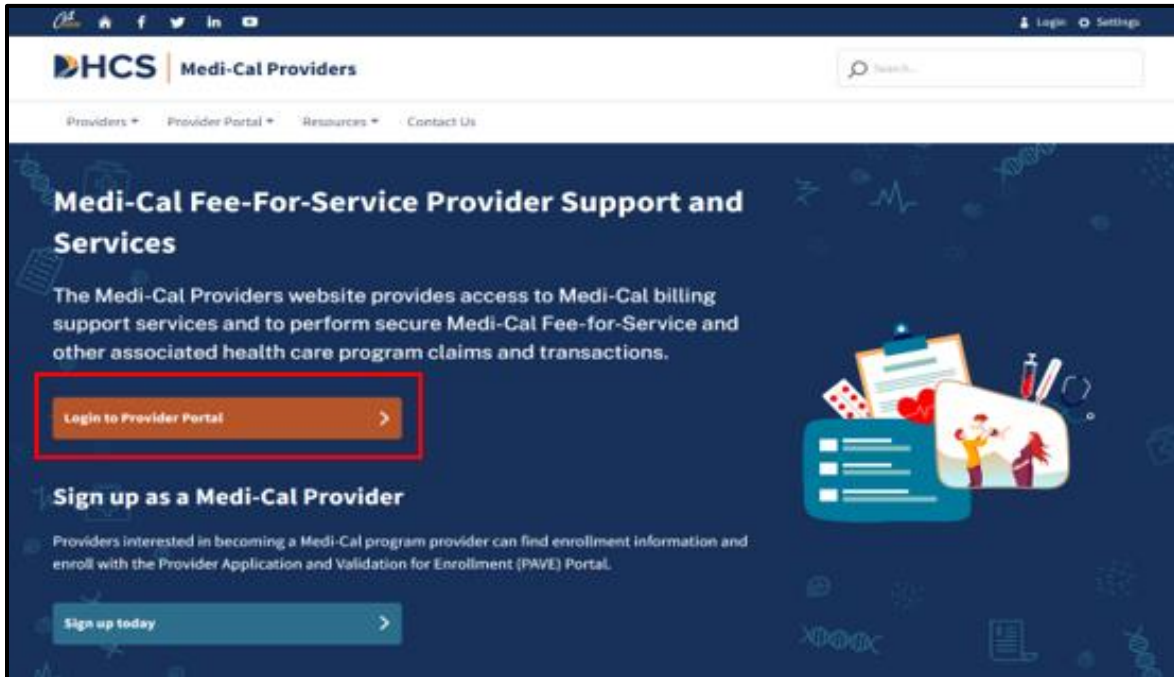 Login Settings
DHCS Medi-Cal Providers
Search...
Providers Provider Portal Resources Contact Us
Medi-Cal Fee-For-Service Provider Support and
Services
The Medi-Cal Providers website provides access to Medi-Cal billing
support services and to perform secure Medi-Cal Fee-for-Service and
other associated health care program claims and transactions.
Login to Provider Portal
Sign up as a Medi-Cal Provider
Providers interested in becoming a Medi-Cal program provider can find enrollment information and
enroll with the Provider Application and Validation for Enrollment (PAVE) Portal.
Sign up today